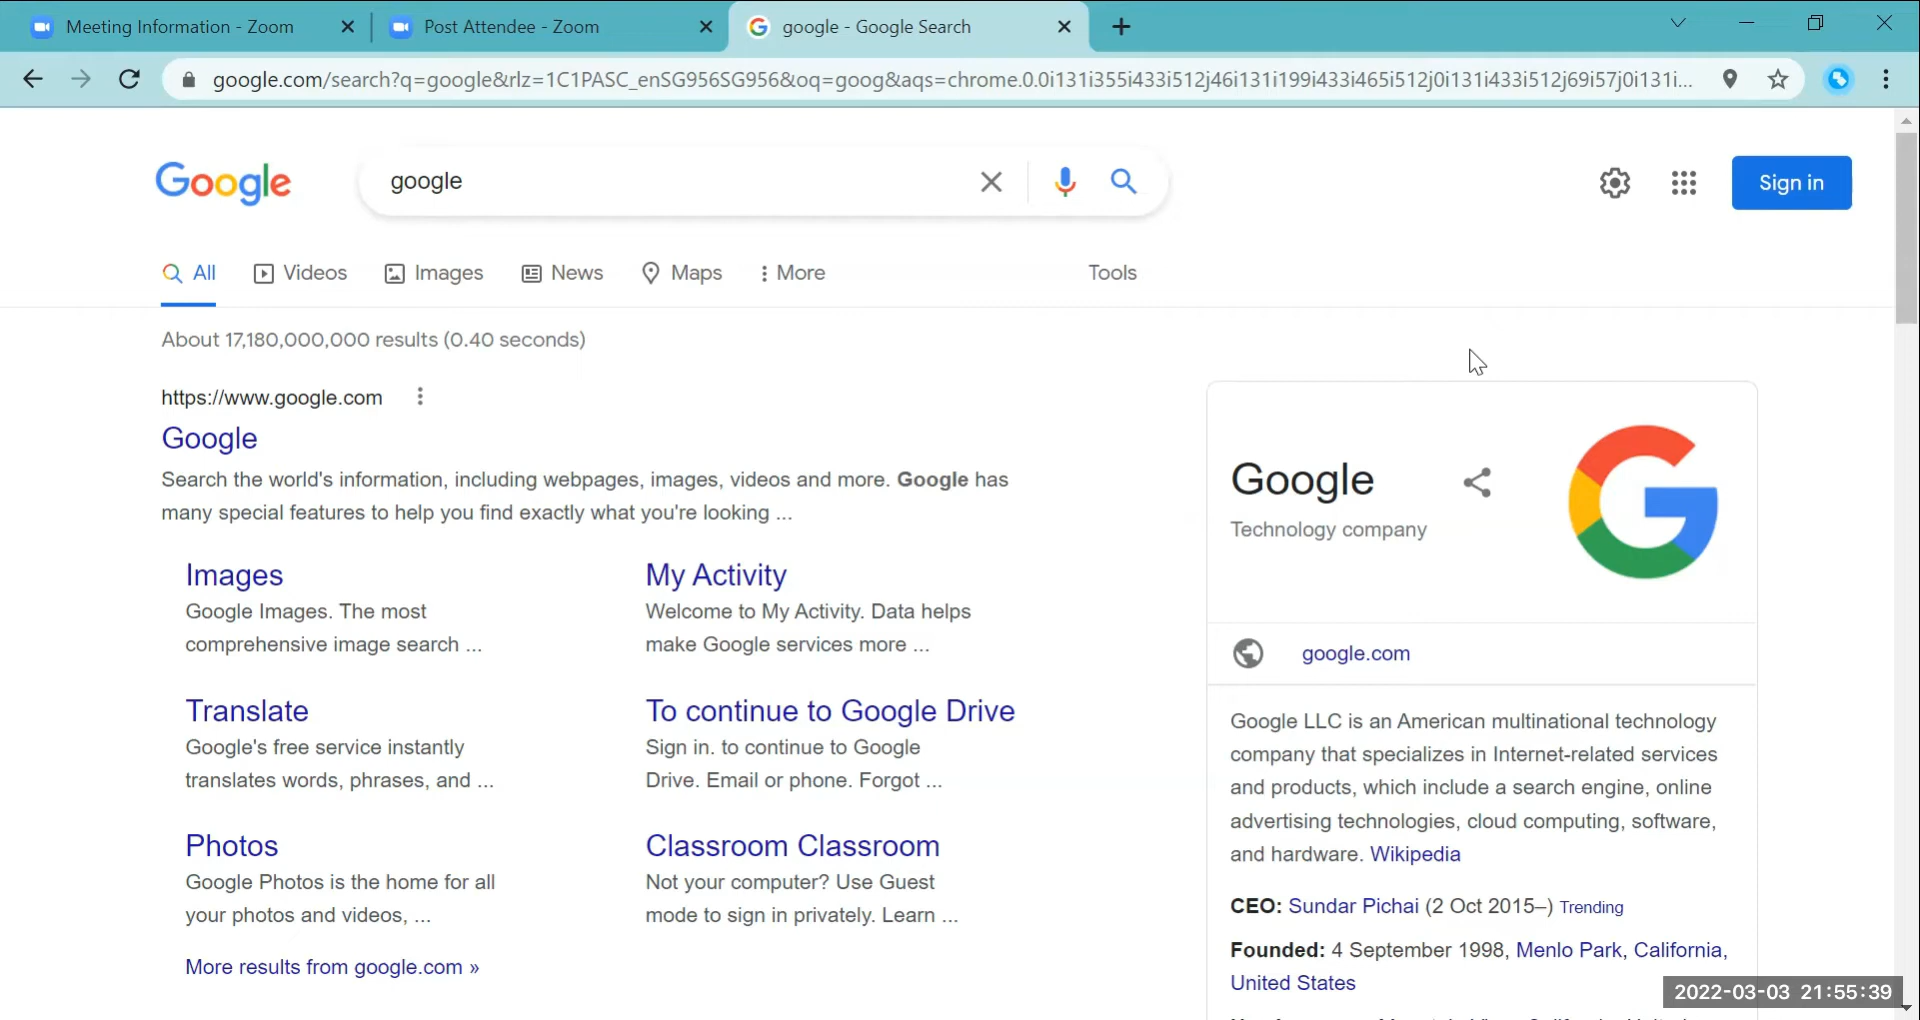 Meeting Information - Zoom
Post Attendee - Zoom
google - Google Search
google.com/search?q=google&rlz=1C1PASC_enSG956SG956&oq=goog&aqs=chrome.0.0i131i355i433i512j46i131i199i433i465i512j0i131i433i512j69i57j0i131i...
Google
google
Sign in
All
Videos
Images
News
Maps
More
Tools
About 17,180,000,000 results (0.40 seconds)
https://www.google.com
Google
Search the world's information, including webpages, images, videos and more. Google has
many special features to help you find exactly what you're looking ...
Images
Google Images. The most
comprehensive image search ...
My Activity
Welcome to My Activity. Data helps
make Google services more ...
Translate
Google's free service instantly
translates words, phrases, and ...
To continue to Google Drive
Sign in. to continue to Google
Drive. Email or phone. Forgot ...
Photos
Google Photos is the home for all
your photos and videos, ...
Classroom Classroom
Not your computer? Use Guest
mode to sign in privately. Learn ...
More results from google.com »
Google
Technology company
G
google.com
Google LLC is an American multinational technology
company that specializes in Internet-related services
and products, which include a search engine, online
advertising technologies, cloud computing, software,
and hardware. Wikipedia
CEO: Sundar Pichai (2 Oct 2015–) Trending
Founded: 4 September 1998, Menlo Park, California,
United States
2022-03-03 21:55:39